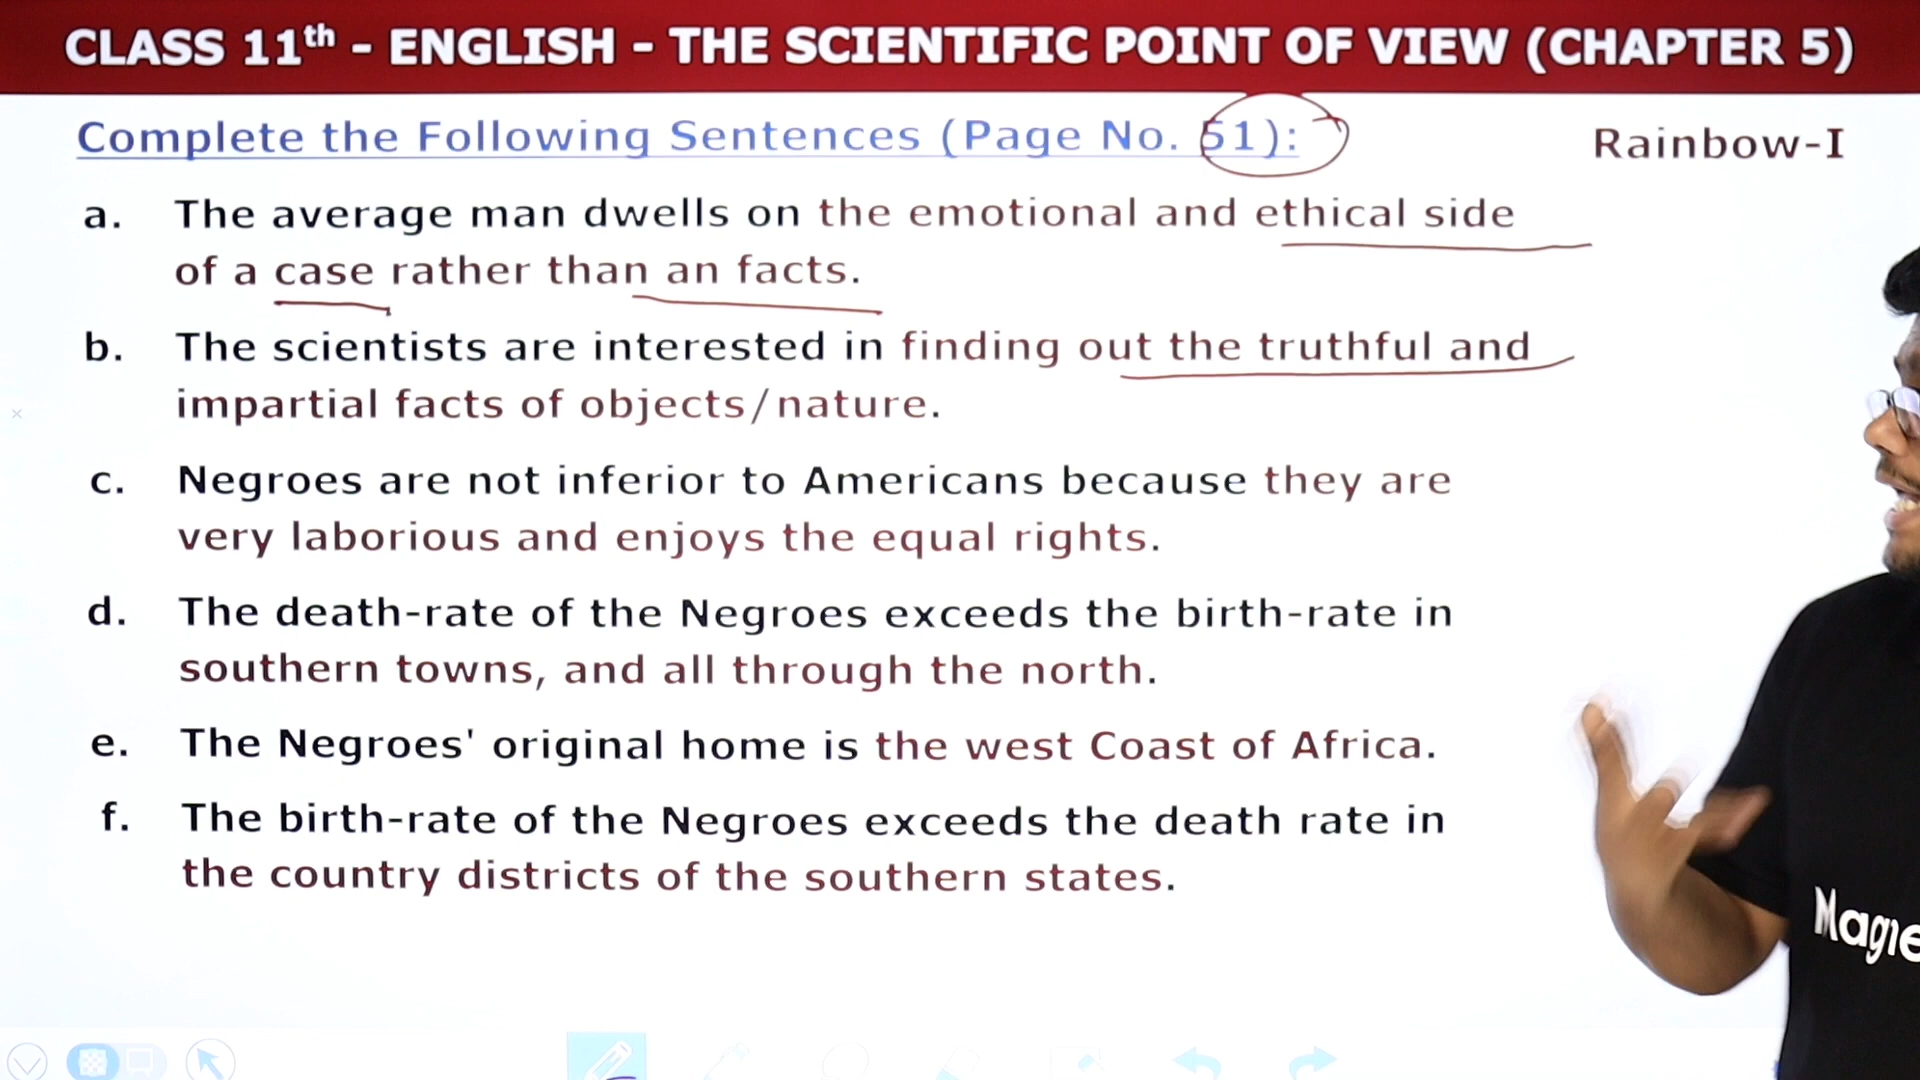 CLASS 11th - ENGLISH - THE SCIENTIFIC POINT OF VIEW (CHAPTER 5)
Complete the Following Sentences (Page No. 51):
Rainbow-I
a. The average man dwells on the emotional and ethical side
of a case rather than an facts.
b. The scientists are interested in finding out the truthful and
impartial facts of objects/nature.
c. Negroes are not inferior to Americans because they are
very laborious and enjoys the equal rights.
d. The death-rate of the Negroes exceeds the birth-rate in
southern towns, and all through the north.
e. The Negroes' original home is the west Coast of Africa.
f. The birth-rate of the Negroes exceeds the death rate in
the country districts of the southern states.